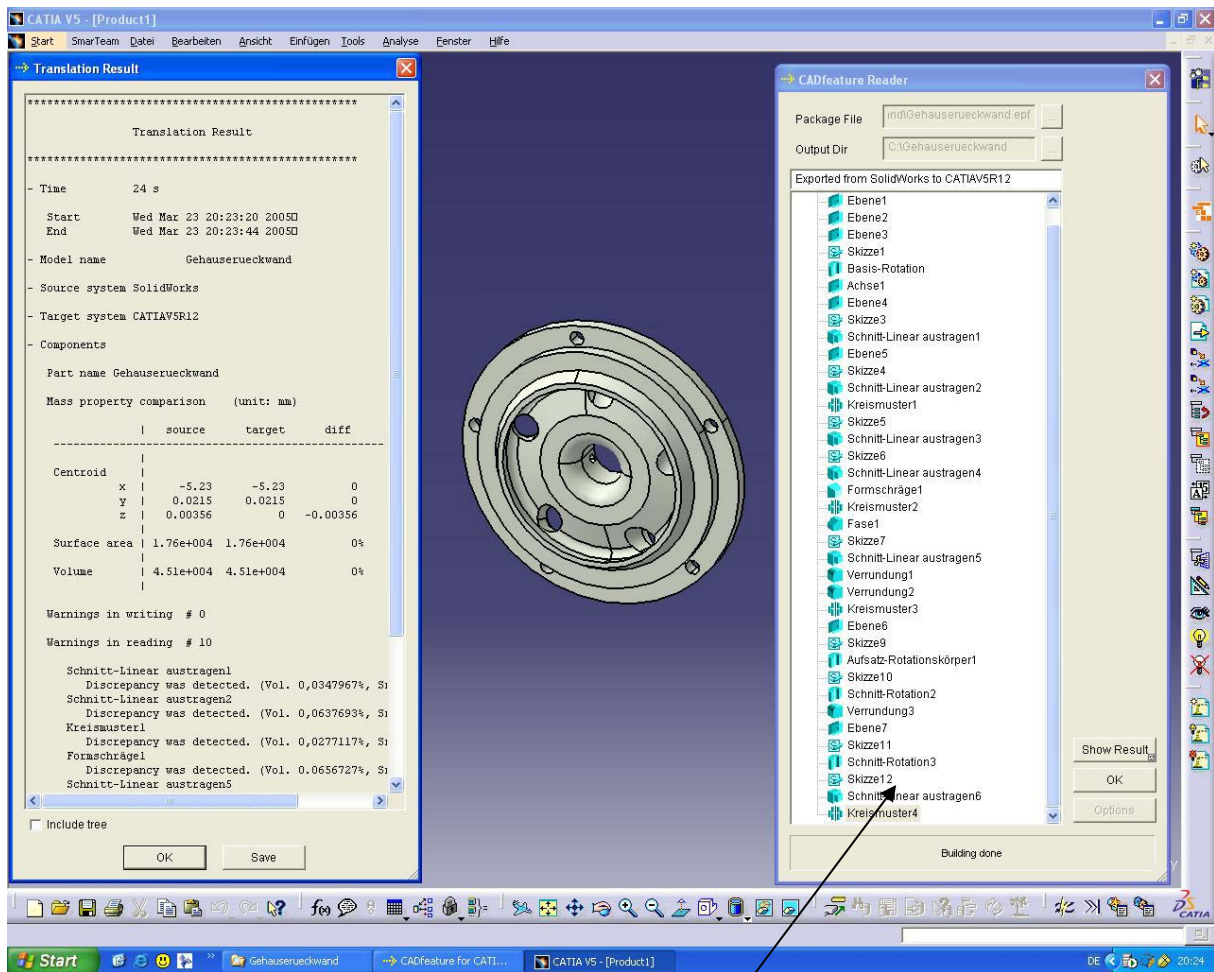 CATIA V5 - [Product1]
Start SmarTeam Datei Bearbeiten Ansicht Einfügen Tools Analyse Fenster Hilfe
Translation Result
****************************************************
Translation Result
****************************************************
- Time 24 s
Start Wed Mar 23 20:23:20 2005
End Wed Mar 23 20:23:44 2005
- Model name Gehauserueckwand
- Source system SolidWorks
- Target system CATIAV5R12
- Components
Part name Gehauserueckwand
Mass property comparison (unit: mm)
| source target diff
Centroid |
x | -5.23 -5.23 0
y | 0.0215 0.0215 0
z | 0.00356 0 -0.00356
Surface area | 1.76e+004 1.76e+004 0%
Volume | 4.51e+004 4.51e+004 0%
Warnings in writing # 0
Warnings in reading # 10
Schnitt-Linear austragen1
Discrepancy was detected. (Vol. 0,0347967%,
Schnitt-Linear austragen2
Discrepancy was detected. (Vol. 0,0637693%,
Kreismuster1
Discrepancy was detected. (Vol. 0,0277117%,
Formschräge1
Discrepancy was detected. (Vol. 0.0656727%,
Schnitt-Linear austragen5
Include tree
OK Save
CADfeature Reader
Package File ind\Gehauserueckwand.epf ...
Output Dir C:\Gehauserueckwand ...
Exported from SolidWorks to CATIAV5R12
Ebene1
Ebene2
Ebene3
Skizze1
Basis-Rotation
Achse1
Ebene4
Skizze3
Schnitt-Linear austragen1
Ebene5
Skizze4
Schnitt-Linear austragen2
Kreismuster1
Skizze5
Schnitt-Linear austragen3
Skizze6
Schnitt-Linear austragen4
Formschräge1
Kreismuster2
Fase1
Skizze7
Schnitt-Linear austragen5
Verrundung1
Verrundung2
Kreismuster3
Ebene6
Skizze9
Aufsatz-Rotationskörper1
Skizze10
Schnitt-Rotation2
Verrundung3
Ebene7
Skizze11
Schnitt-Rotation3
Skizze12
Schnitt-Linear austragen6
Kreismuster4
Show Result
OK
Options
Building done
f(x)
CATIA
Start Gehauserueckwand CADfeature for CATI... CATIA V5 - [Product1] DE 20:24